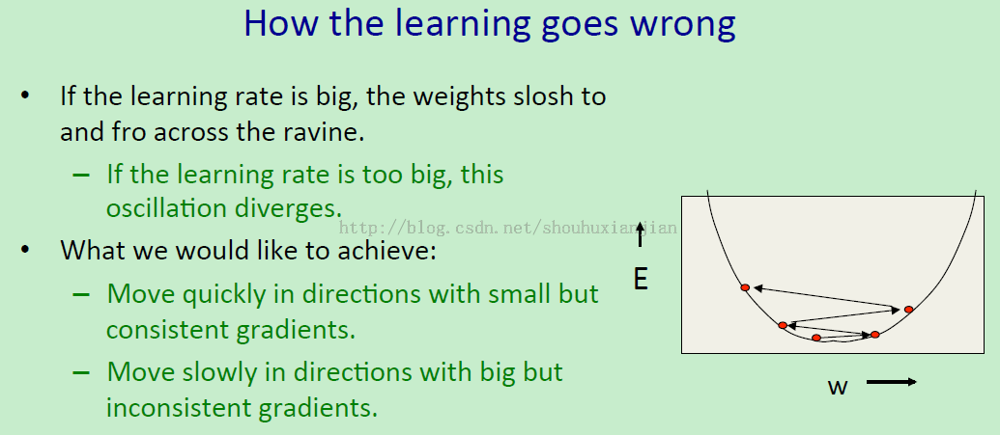 How the learning goes wrong
• If the learning rate is big, the weights slosh to
and fro across the ravine.
– If the learning rate is too big, this
oscillation diverges.
http://blog.csdn.net/shouhuxianjian
• What we would like to achieve:
– Move quickly in directions with small but
consistent gradients.
– Move slowly in directions with big but
inconsistent gradients.
E
w